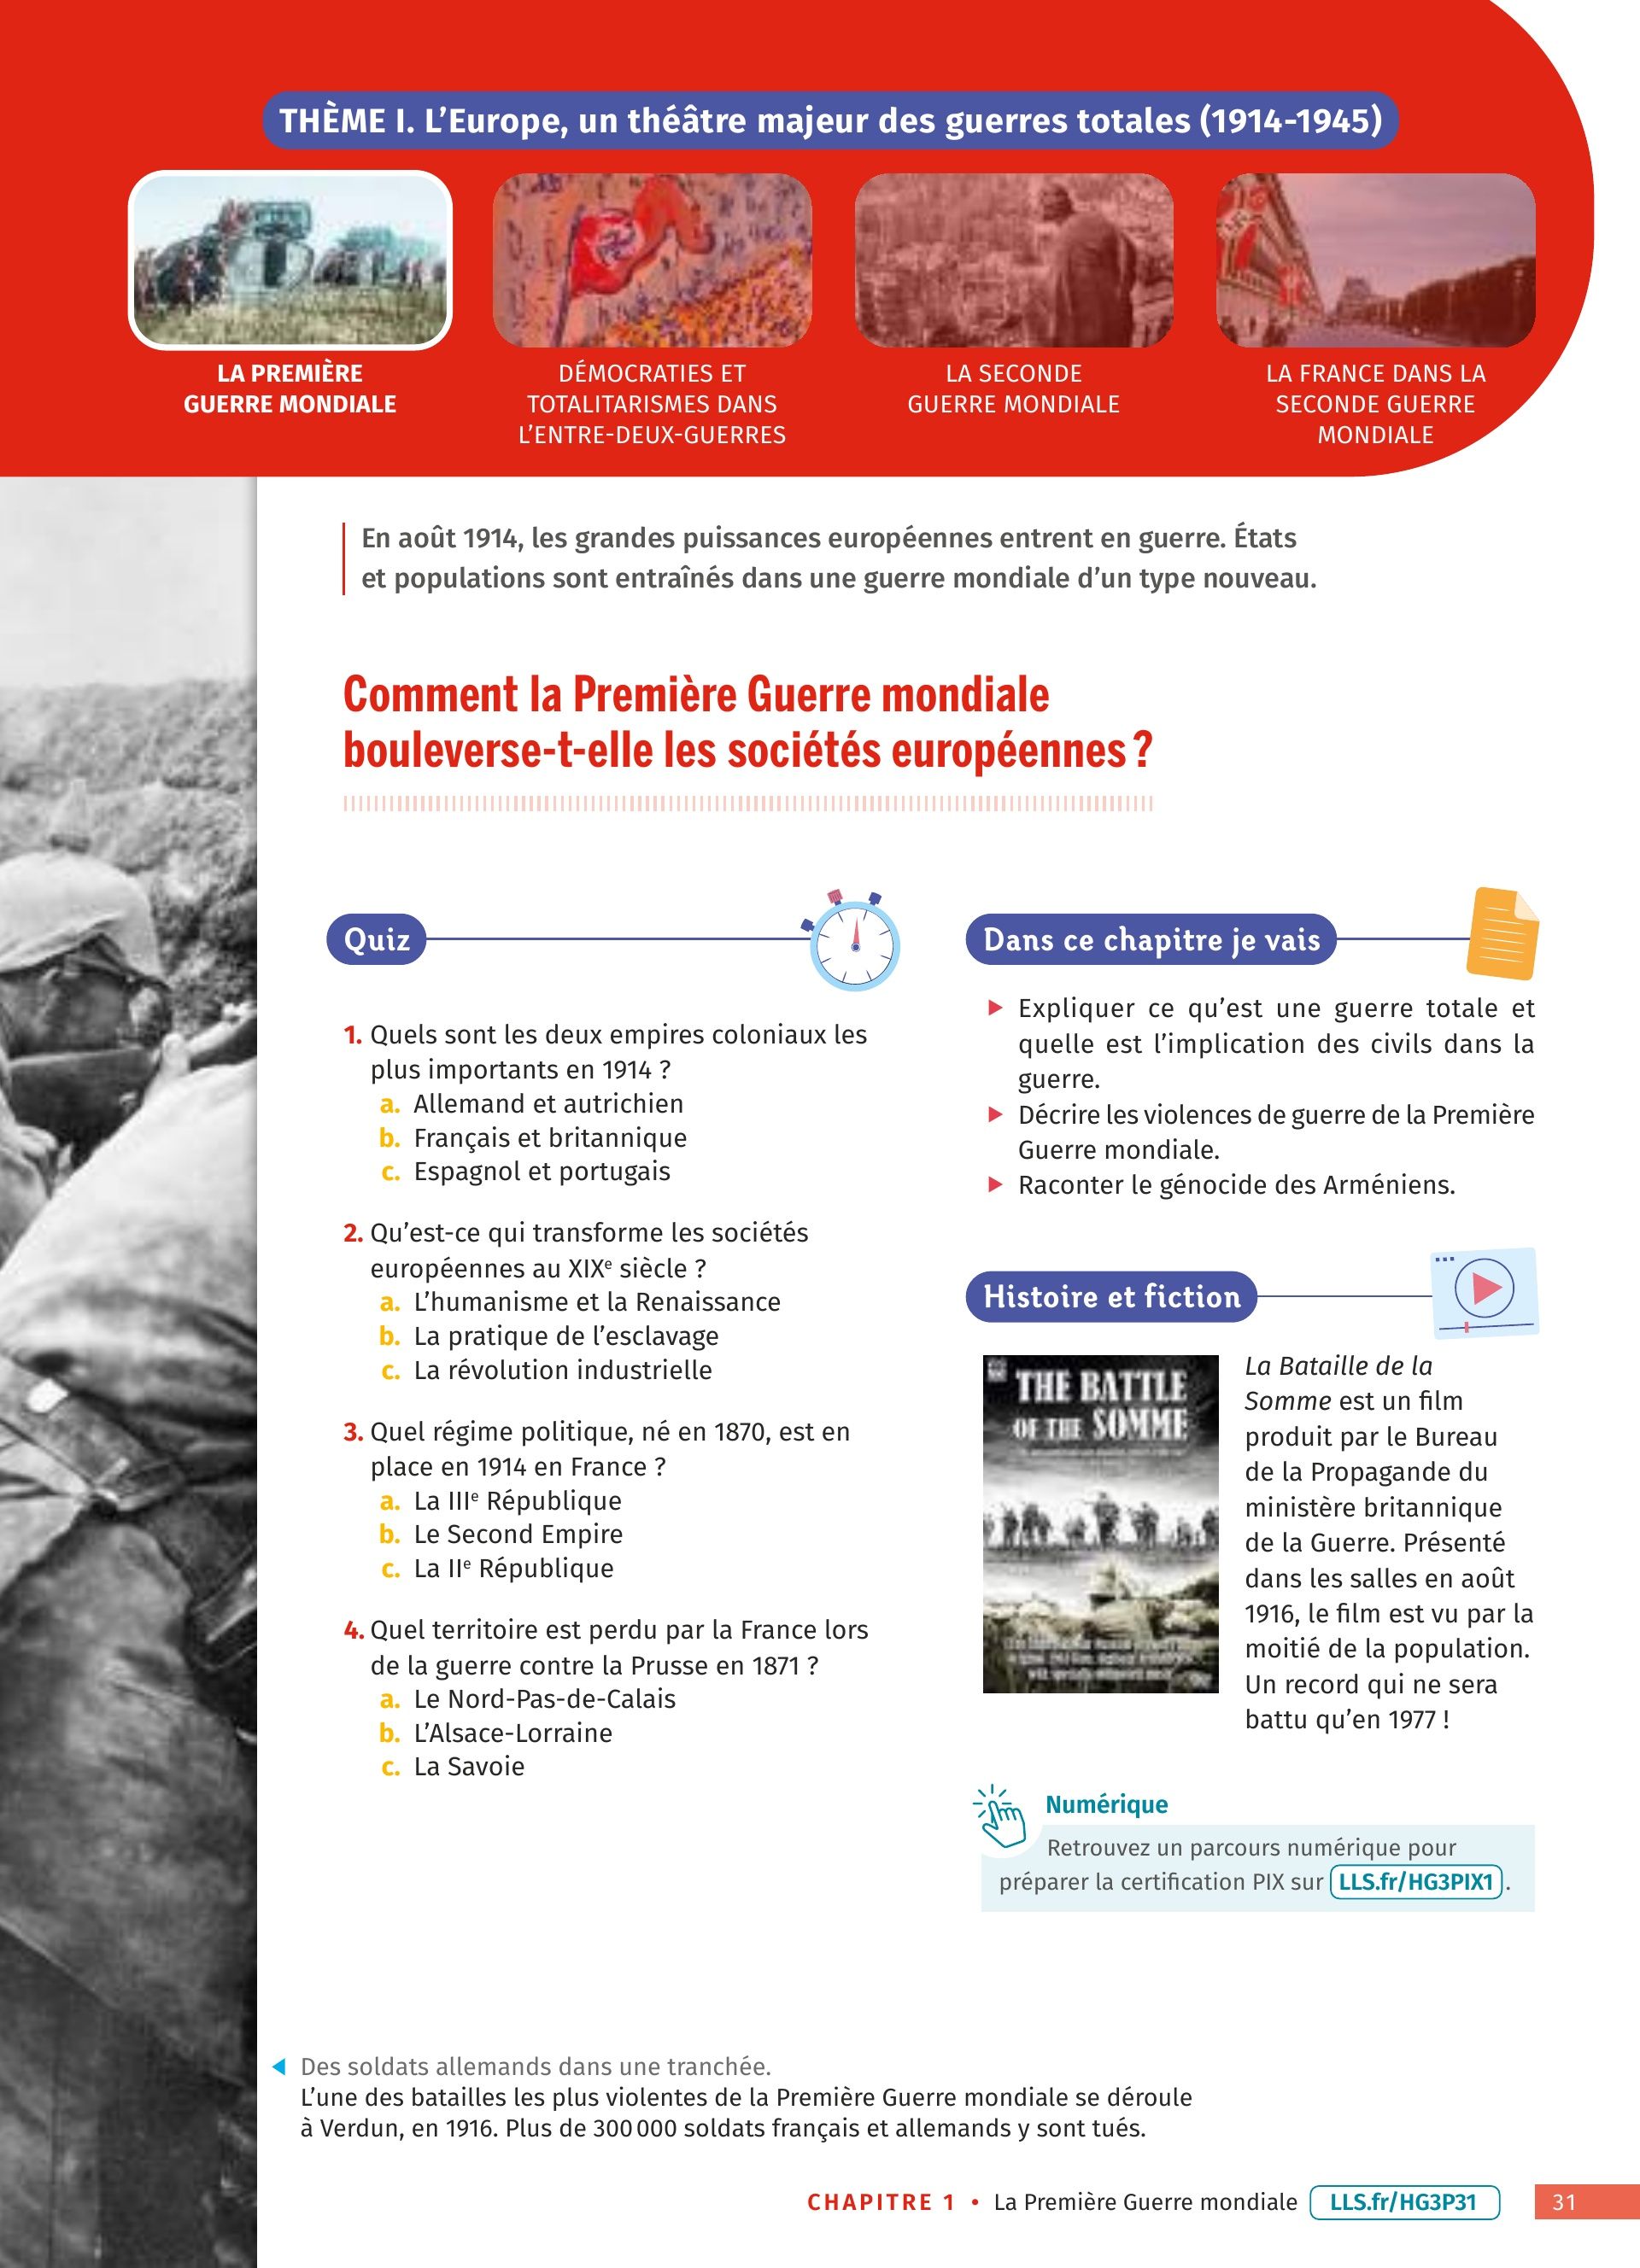 THÈME I. L'Europe, un théâtre majeur des guerres totales (1914-1945)
LA PREMIÈRE
GUERRE MONDIALE
DÉMOCRATIES ET
TOTALITARISMES DANS
L'ENTRE-DEUX-GUERRES
LA SECONDE
GUERRE MONDIALE
LA FRANCE DANS LA
SECONDE GUERRE
MONDIALE
En août 1914, les grandes puissances européennes entrent en guerre. États
et populations sont entraînés dans une guerre mondiale d'un type nouveau.
Comment la Première Guerre mondiale
bouleverse-t-elle les sociétés européennes ?
Quiz
1. Quels sont les deux empires coloniaux les
plus importants en 1914 ?
a. Allemand et autrichien
b. Français et britannique
c. Espagnol et portugais
2. Qu'est-ce qui transforme les sociétés
européennes au XIXe siècle ?
a. L'humanisme et la Renaissance
b. La pratique de l'esclavage
c. La révolution industrielle
3. Quel régime politique, né en 1870, est en
place en 1914 en France ?
a. La IIIe République
b. Le Second Empire
c. La IIe République
4. Quel territoire est perdu par la France lors
de la guerre contre la Prusse en 1871 ?
a. Le Nord-Pas-de-Calais
b. L'Alsace-Lorraine
c. La Savoie
Dans ce chapitre je vais
Expliquer ce qu'est une guerre totale et
quelle est l'implication des civils dans la
guerre.
Décrire les violences de guerre de la Première
Guerre mondiale.
Raconter le génocide des Arméniens.
Histoire et fiction
THE BATTLE
OF THE SOMME
La Bataille de la
Somme est un film
produit par le Bureau
de la Propagande du
ministère britannique
de la Guerre. Présenté
dans les salles en août
1916, le film est vu par la
moitié de la population.
Un record qui ne sera
battu qu'en 1977 !
Numérique
Retrouvez un parcours numérique pour
préparer la certification PIX sur LLS.fr/HG3PIX1 .
Des soldats allemands dans une tranchée.
L'une des batailles les plus violentes de la Première Guerre mondiale se déroule
à Verdun, en 1916. Plus de 300 000 soldats français et allemands y sont tués.
CHAPITRE 1 • La Première Guerre mondiale LLS.fr/HG3P31 31